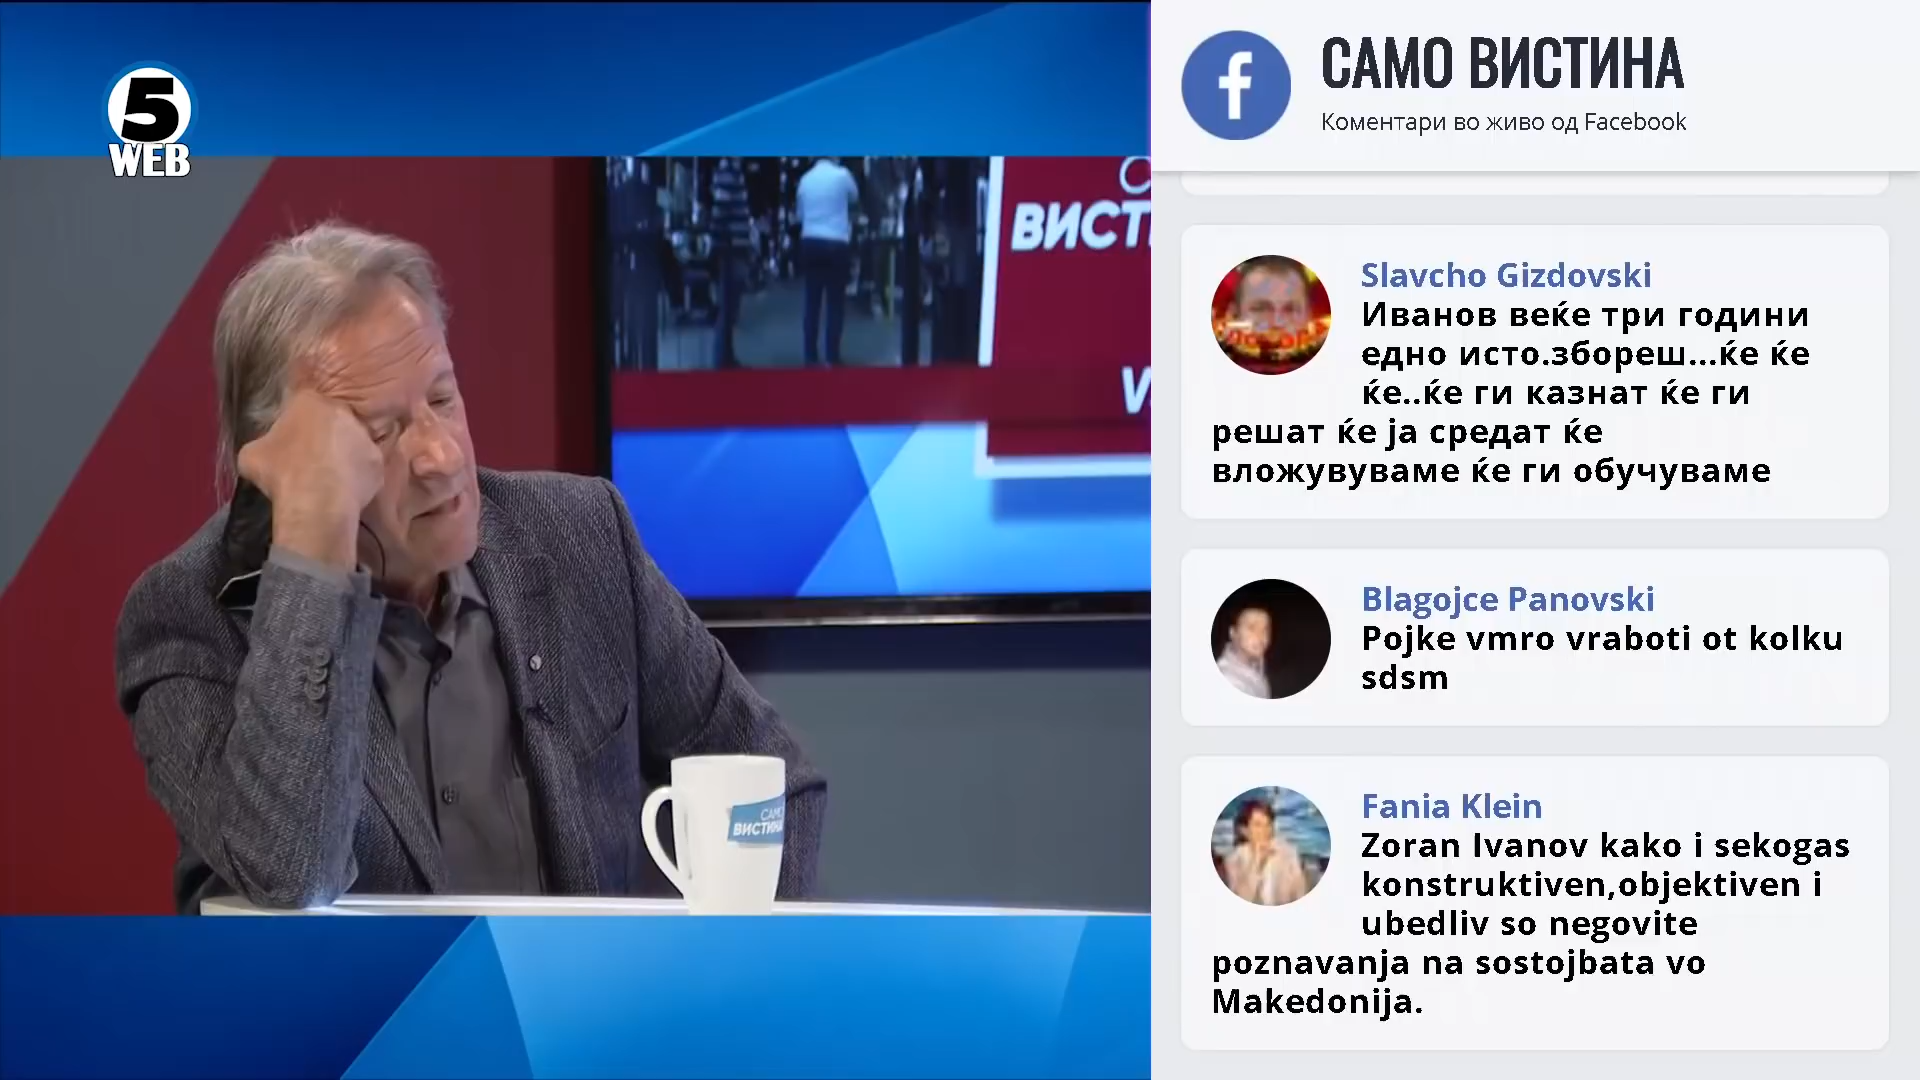 5
WEB
ВИСТ
САМО
ВИСТИНА
САМО ВИСТИНА
Коментари во живо од Facebook
Slavcho Gizdovski
Иванов веќе три години
едно исто.збореш...ќе ќе
ќе..ќе ги казнат ќе ги
решат ќе ја средат ќе
вложувуваме ќе ги обучуваме
Blagojce Panovski
Pojke vmro vraboti ot kolku
sdsm
Fania Klein
Zoran Ivanov kako i sekogas
konstruktiven,objektiven i
ubedliv so negovite
poznavanja na sostojbata vo
Makedonija.